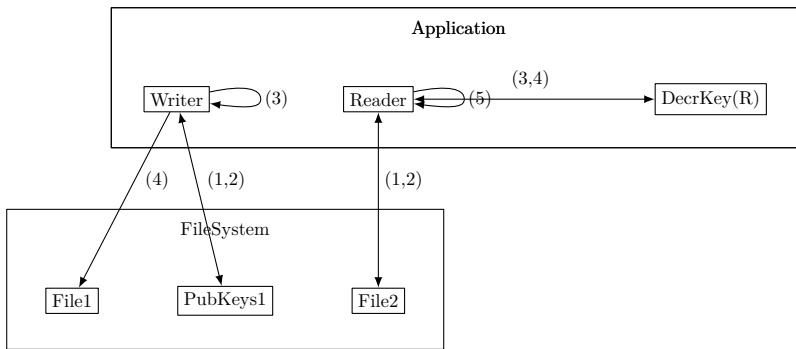 Application
(3,4)
Writer
(3)
Reader
(5)
DecrKey(R)
(4)
(1,2)
(1,2)
FileSystem
File1
PubKeys1
File2